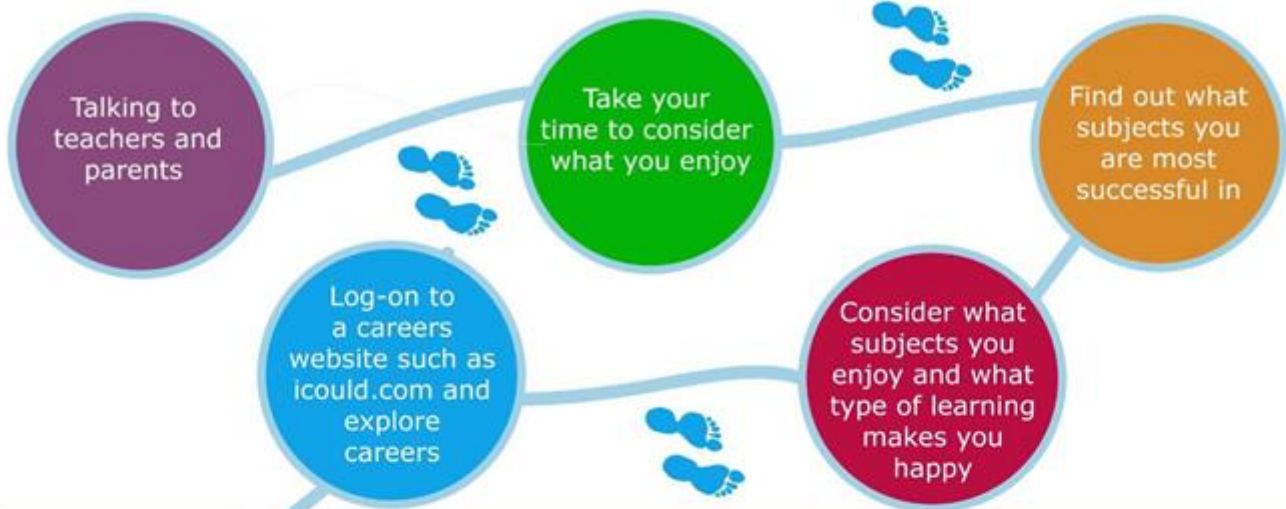 Talking to
teachers and
parents
Take your
time to consider
what you enjoy
Find out what
subjects you
are most
successful in
Consider what
subjects you
enjoy and what
type of learning
makes you
happy
Log-on to
a careers
website such as
icould.com and
explore
careers